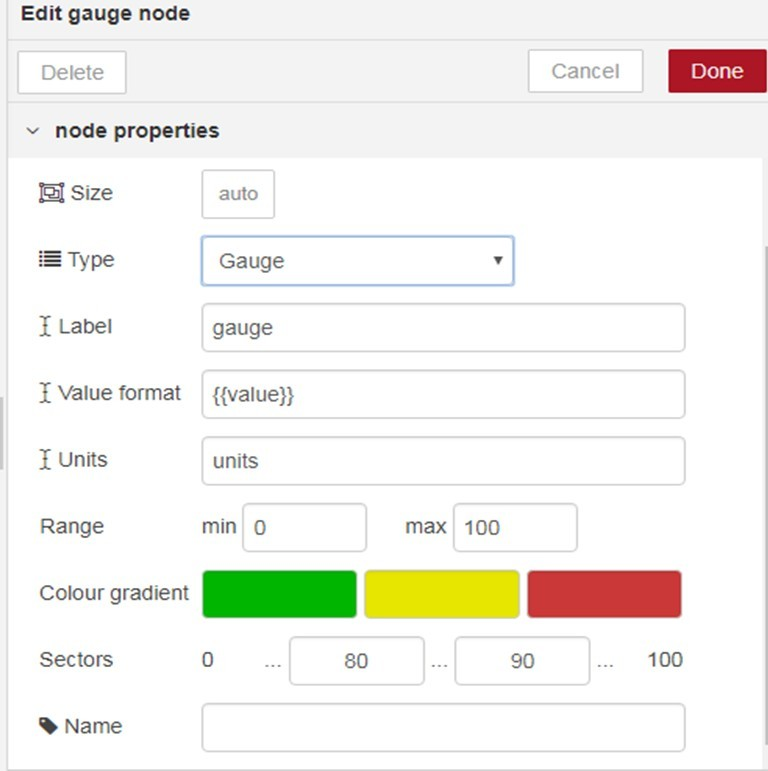 Edit gauge node
Delete Cancel Done
node properties
Size auto
Type Gauge
Label gauge
Value format {{value}}
Units units
Range min 0 max 100
Colour gradient
Sectors 0 ... 80 ... 90 ... 100
Name